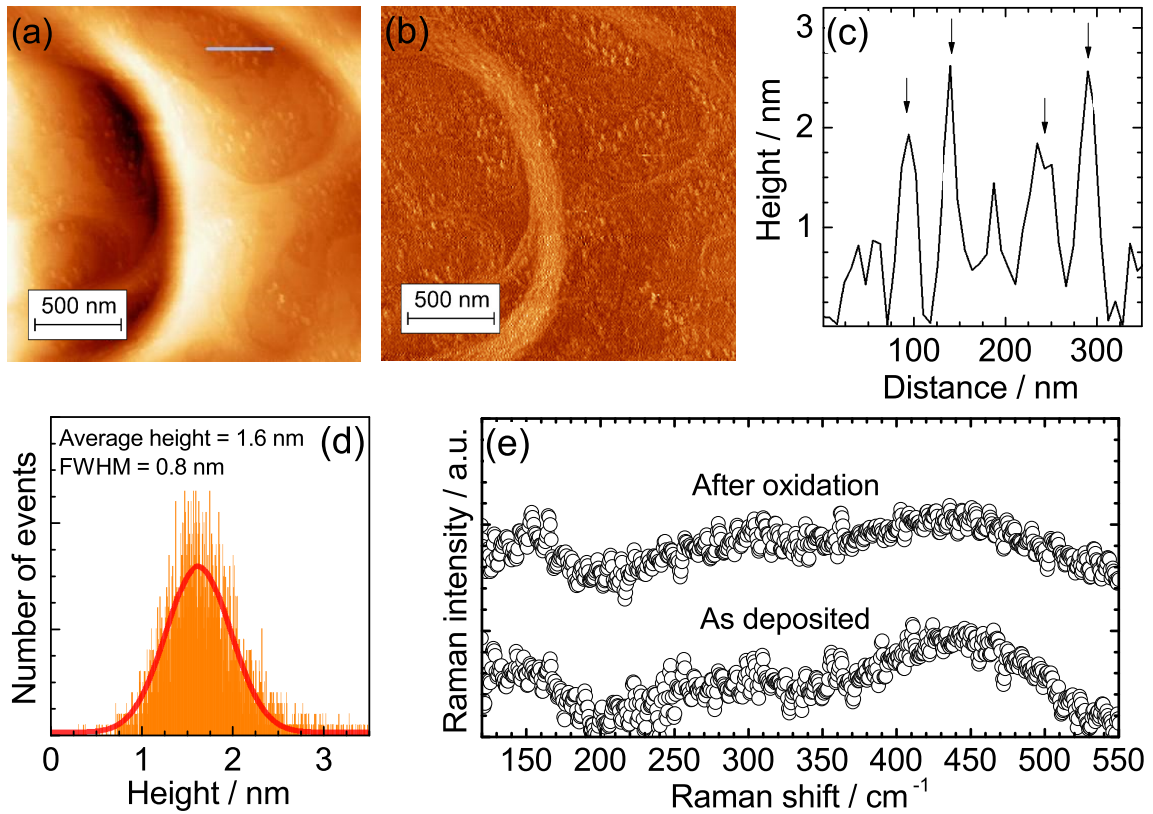 (a)
500 nm
(b)
500 nm
(c)
Height / nm
3
2
1
100 200 300
Distance / nm
(d)
Average height = 1.6 nm
FWHM = 0.8 nm
Number of events
0 1 2 3
Height / nm
(e)
Raman intensity / a.u.
After oxidation
As deposited
150 200 250 300 350 400 450 500 550
Raman shift / cm⁻¹